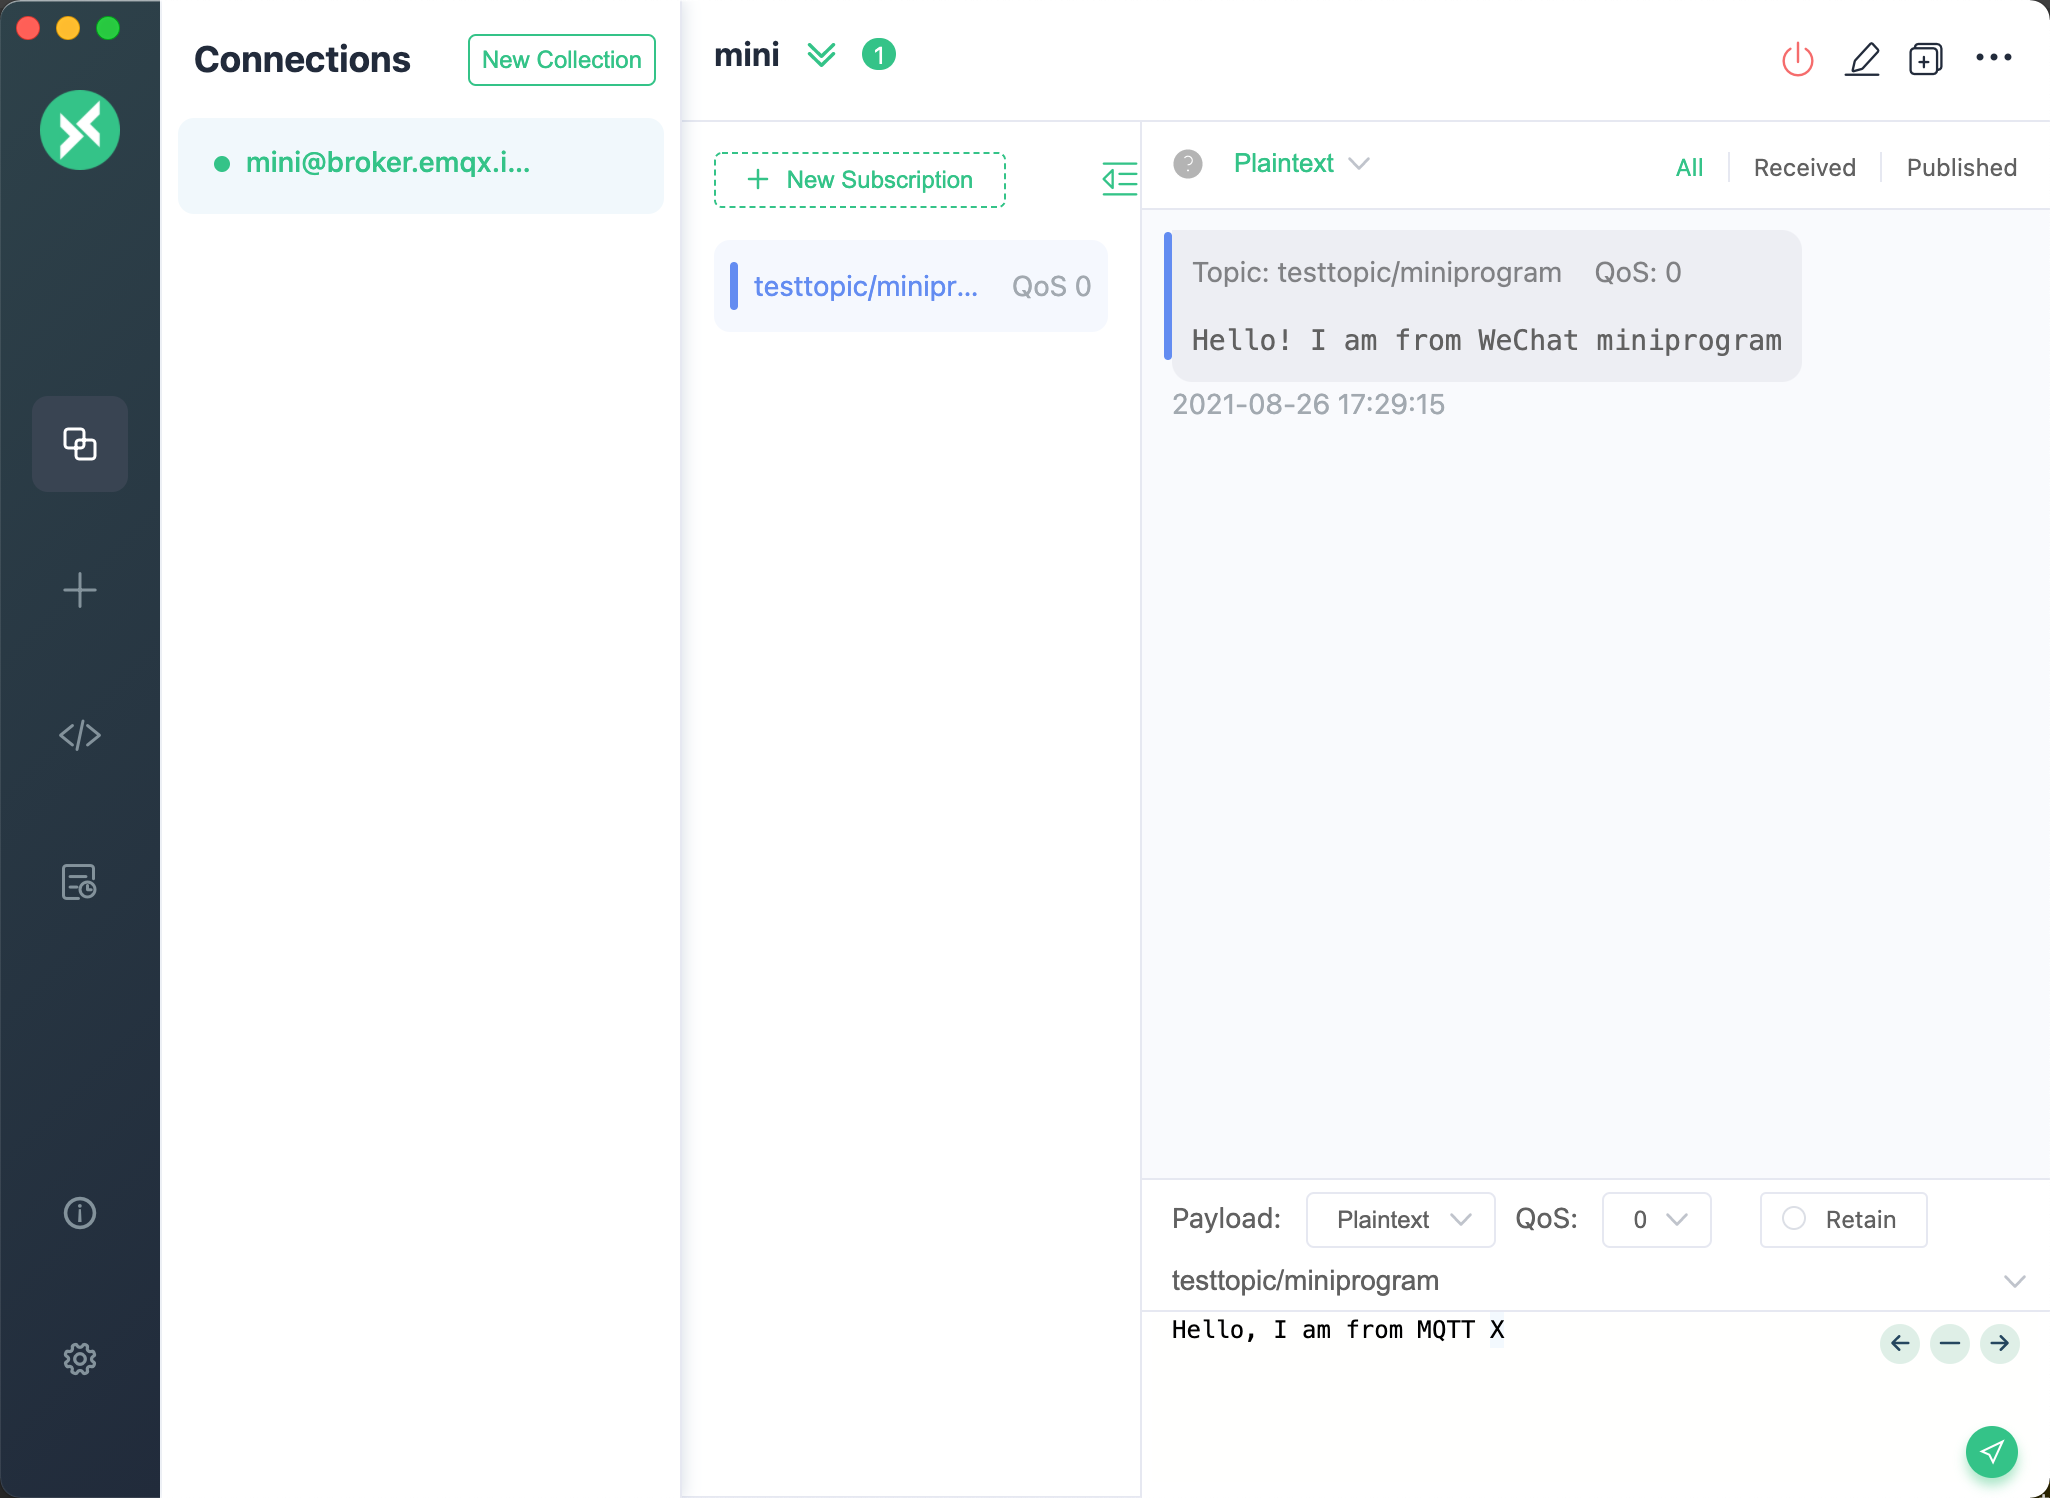 Connections
New Collection
mini@broker.emqx.i...
mini
1
New Subscription
testtopic/minipr...
QoS 0
Plaintext
All
Received
Published
Topic: testtopic/miniprogram QoS: 0
Hello! I am from WeChat miniprogram
2021-08-26 17:29:15
Payload:
Plaintext
QoS:
0
Retain
testtopic/miniprogram
Hello, I am from MQTT X